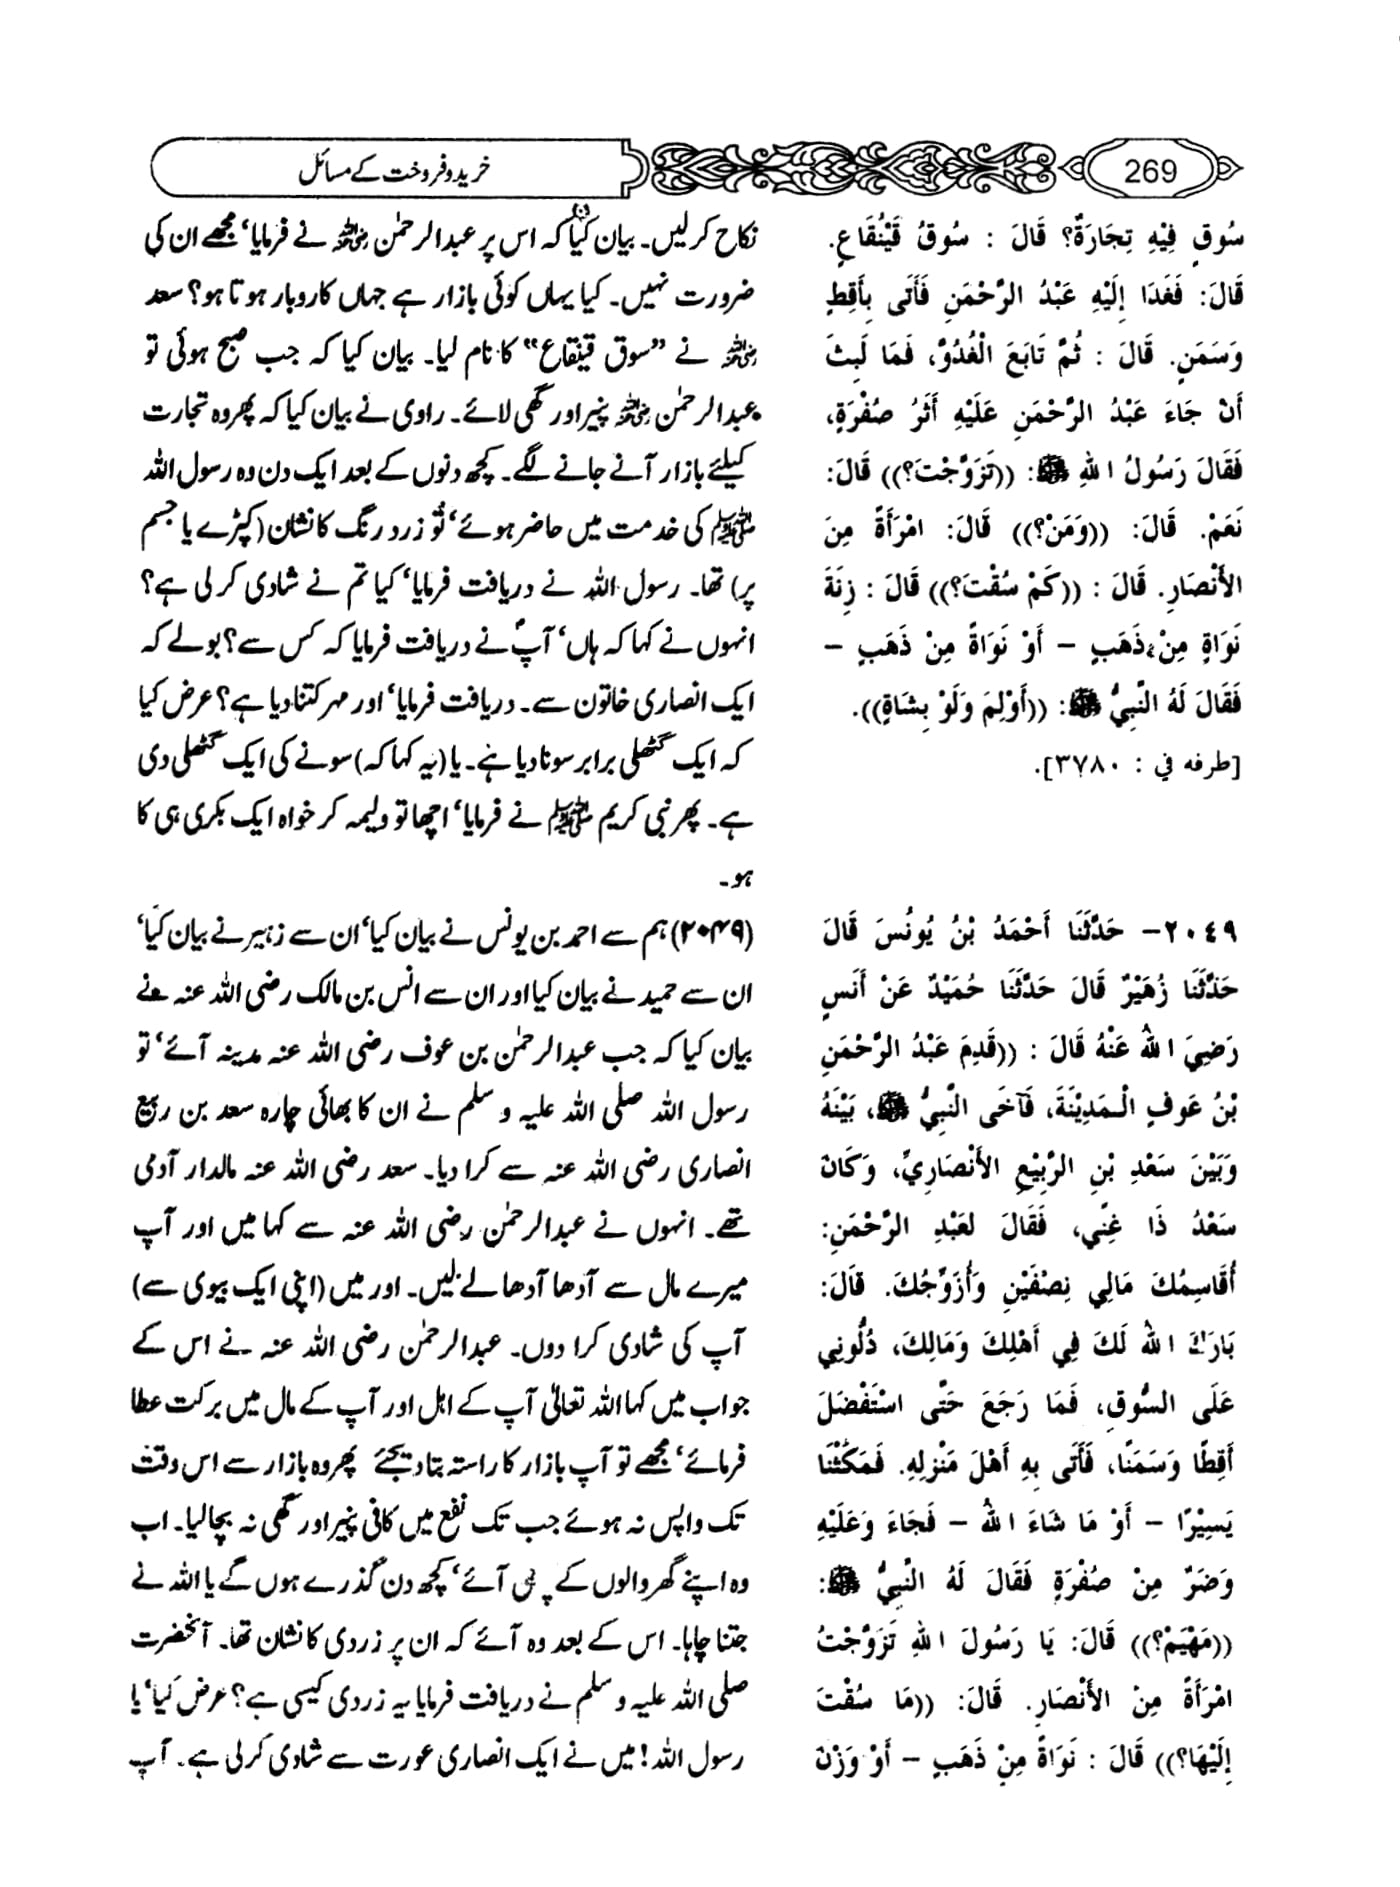 269
خرید و فروخت کے مسائل
سُوقٍ فِيْهِ تِجَارَةٌ؟ قَالَ : سُوقُ قَيْنُقَاعٍ.
قَالَ: فَغَدَا إِلَيْهِ عَبْدُ الرَّحْمَنِ فَأَتَى بِأَقِطٍ
وَسَمَنٍ. قَالَ : ثُمَّ تَابَعَ الْغُدُوَّ، فَمَا لَبِثَ
أَنْ جَاءَ عَبْدُ الرَّحْمَنِ عَلَيْهِ أَثَرُ صُفْرَةٍ،
فَقَالَ رَسُولُ اللهِ ﷺ: ((تَزَوَّجْتَ؟)) قَالَ:
نَعَمْ. قَالَ: ((وَمَنْ؟)) قَالَ: امْرَأَةً مِنَ
الأَنْصَارِ. قَالَ : ((كَمْ سُقْتَ؟)) قَالَ : زِنَةَ
نَوَاةٍ مِنْ ذَهَبٍ – أَوْ نَوَاةً مِنْ ذَهَبٍ –
فَقَالَ لَهُ النَّبِيُّ ﷺ: ((أَوْلِمْ وَلَوْ بِشَاةٍ)).
[طرفه في : ٣٧٨٠].
٢٠٤٩– حَدَّثَنَا أَحْمَدُ بْنُ يُونُسَ قَالَ
حَدَّثَنَا زُهَيْرٌ قَالَ حَدَّثَنَا حُمَيْدٌ عَنْ أَنَسٍ
رَضِيَ اللهُ عَنْهُ قَالَ : ((قَدِمَ عَبْدُ الرَّحْمَنِ
بْنُ عَوفٍ الْمَدِيْنَةَ، فَآخَى النَّبِيُّ ﷺ، بَيْنَهُ
وَبَيْنَ سَعْدِ بْنِ الرَّبِيْعِ الأَنْصَارِيِّ، وَكَانَ
سَعْدُ ذَا غِنًى، فَقَالَ لِعَبْدِ الرَّحْمَنِ:
أُقَاسِمُكَ مَالِي نِصْفَيْنِ وَأُزَوِّجُكَ. قَالَ:
بَارَكَ اللهُ لَكَ فِي أَهْلِكَ وَمَالِكَ، دُلُّونِي
عَلَى السُّوقِ، فَمَا رَجَعَ حَتَّى اسْتَفْضَلَ
أَقِطًا وَسَمَنًا، فَأَتَى بِهِ أَهْلَ مَنْزِلِهِ. فَمَكَثْنَا
يَسِيْرًا – أَوْ مَا شَاءَ اللهُ – فَجَاءَ وَعَلَيْهِ
وَضَرٌ مِنْ صُفْرَةٍ فَقَالَ لَهُ النَّبِيُّ ﷺ:
((مَهْيَمْ؟)) قَالَ: يَا رَسُولَ اللهِ تَزَوَّجْتُ
امْرَأَةً مِنَ الأَنْصَارِ. قَالَ: ((مَا سُقْتَ
إِلَيْهَا؟)) قَالَ : نَوَاةً مِنْ ذَهَبٍ – أَوْ وَزْنَ
نکاح کرلیں۔ بیان کیا کہ اس پر عبدالرحمٰن رضی اللہ عنہ نے فرمایا' مجھے ان کی
ضرورت نہیں۔ کیا یہاں کوئی بازار ہے جہاں کاروبار ہوتا ہو؟ سعد
رضی اللہ عنہ نے "سوق قینقاع" کا نام لیا۔ بیان کیا کہ جب صبح ہوئی تو
عبدالرحمٰن رضی اللہ عنہ پنیر اور گھی لائے۔ راوی نے بیان کیا کہ پھر وہ تجارت
کیلئے بازار آنے جانے لگے۔ کچھ دنوں کے بعد ایک دن وہ رسول اللہ
ﷺ کی خدمت میں حاضر ہوئے' تو زرد رنگ کا نشان (کپڑے یا جسم
پر) تھا۔ رسول اللہ نے دریافت فرمایا' کیا تم نے شادی کر لی ہے؟
انہوں نے کہا کہ ہاں' آپؐ نے دریافت فرمایا کہ کس سے؟ بولے کہ
ایک انصاری خاتون سے۔ دریافت فرمایا' اور مہر کتنا دیا ہے؟ عرض کیا
کہ ایک گٹھلی برابر سونا دیا ہے۔ یا (یہ کہا کہ) سونے کی ایک گٹھلی دی
ہے۔ پھر نبی کریم ﷺ نے فرمایا' اچھا تو ولیمہ کر خواہ ایک بکری ہی کا
ہو۔
(۲۰۴۹) ہم سے احمد بن یونس نے بیان کیا' ان سے زہیر نے بیان کیا'
ان سے حمید نے بیان کیا اور ان سے انس بن مالک رضی اللہ عنہ نے
بیان کیا کہ جب عبدالرحمٰن بن عوف رضی اللہ عنہ مدینہ آئے' تو
رسول اللہ صلی اللہ علیہ و سلم نے ان کا بھائی چارہ سعد بن ربیع
انصاری رضی اللہ عنہ سے کرا دیا۔ سعد رضی اللہ عنہ مالدار آدمی
تھے۔ انہوں نے عبدالرحمٰن رضی اللہ عنہ سے کہا میں اور آپ
میرے مال سے آدھا آدھا لے لیں۔ اور میں (اپنی ایک بیوی سے)
آپ کی شادی کرا دوں۔ عبدالرحمٰن رضی اللہ عنہ نے اس کے
جواب میں کہا اللہ تعالیٰ آپ کے اہل اور آپ کے مال میں برکت عطا
فرمائے' مجھے تو آپ بازار کا راستہ بتا دیجئے پھر وہ بازار سے اس وقت
تک واپس نہ ہوئے جب تک نفع میں کافی پنیر اور گھی نہ بچا لیا۔ اب
وہ اپنے گھر والوں کے پاس آئے' کچھ دن گذرے ہوں گے یا اللہ نے
جتنا چاہا۔ اس کے بعد وہ آئے کہ ان پر زردی کا نشان تھا۔ آنحضرت
صلی اللہ علیہ و سلم نے دریافت فرمایا یہ زردی کیسی ہے؟ عرض کیا' یا
رسول اللہ! میں نے ایک انصاری عورت سے شادی کر لی ہے۔ آپ